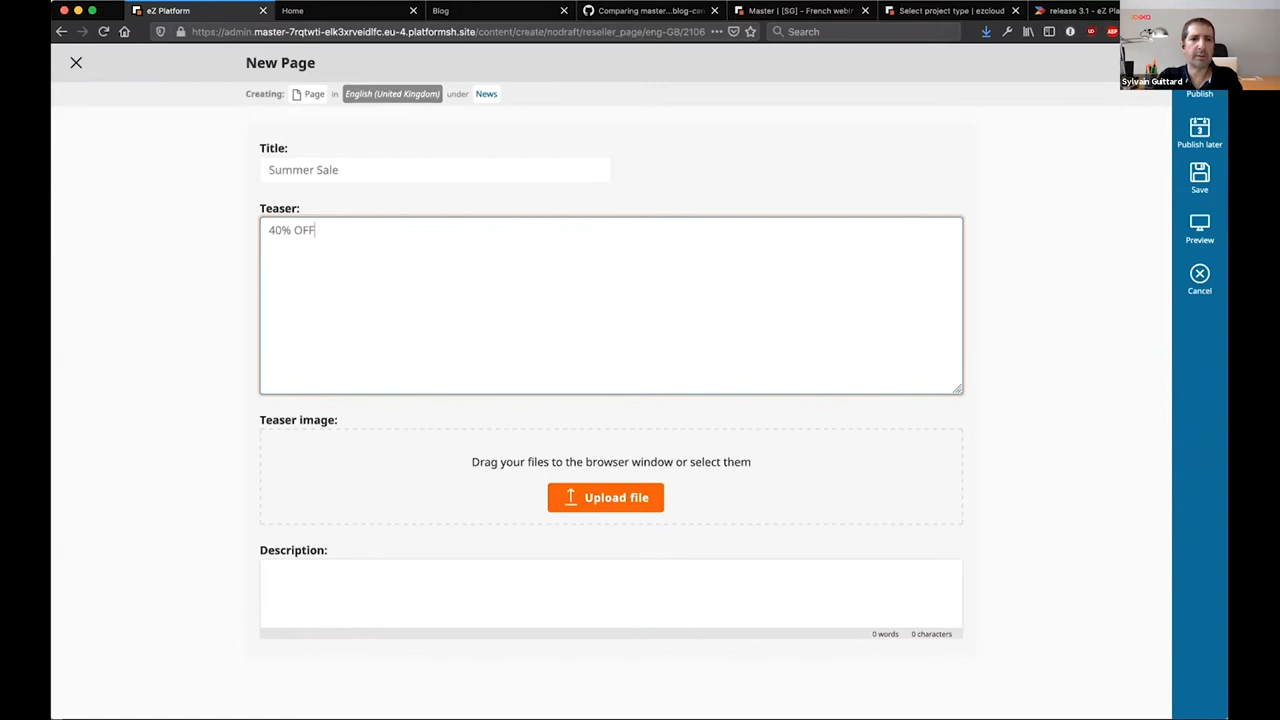 eZ Platform
Home
Blog
Comparing master...blog-car
Master | [SG] - French webin
Select project type | ezcloud
release 3.1 - eZ Pla
https://admin.master-7rqtwti-elk3xrveidlfc.eu-4.platformsh.site/content/create/nodraft/reseller_page/eng-GB/2106
Search
Sylvain Guittard
New Page
Creating: Page in English (United Kingdom) under News
Publish
3
Publish later
Save
Preview
Cancel
Title:
Summer Sale
Teaser:
40% OFF
Teaser image:
Drag your files to the browser window or select them
Upload file
Description:
0 words 0 characters